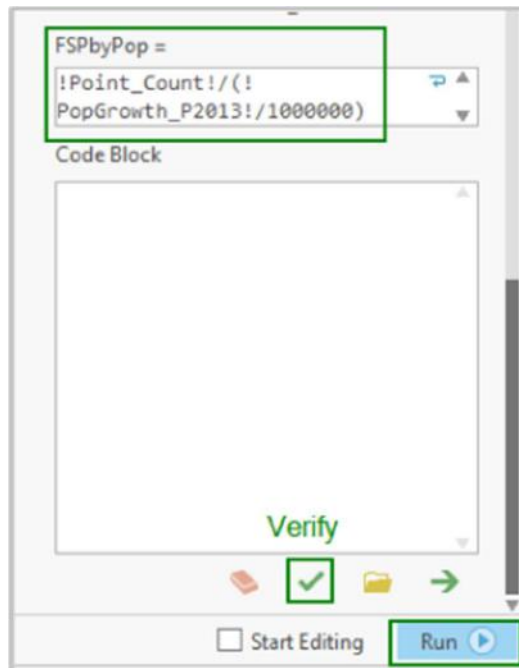 FSPbyPop =
!Point_Count!/(!
PopGrowth_P2013!/1000000)
Code Block
Verify
Start Editing
Run